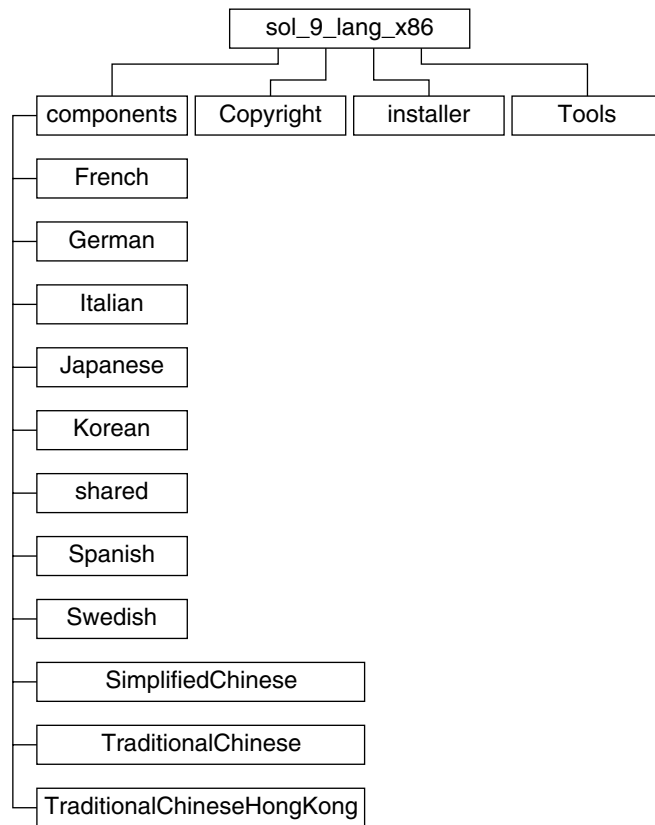 sol_9_lang_x86
components
Copyright
installer
Tools
French
German
Italian
Japanese
Korean
shared
Spanish
Swedish
SimplifiedChinese
TraditionalChinese
TraditionalChineseHongKong